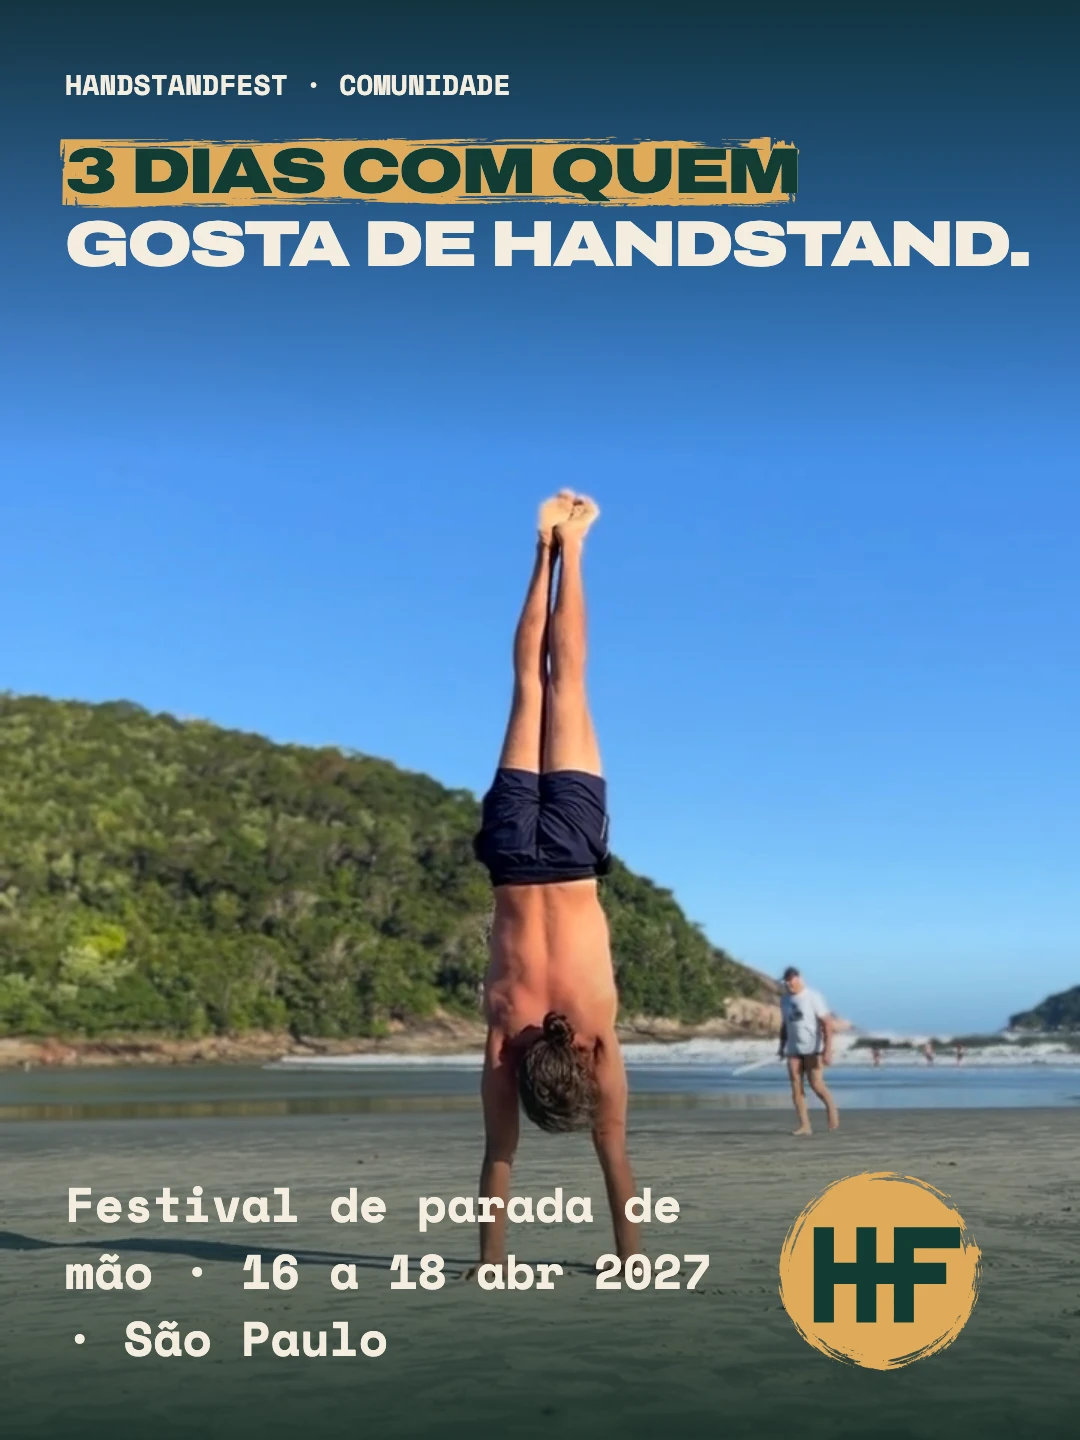 HANDSTANDFEST · COMUNIDADE
3 DIAS COM QUEM
GOSTA DE HANDSTAND.
Festival de parada de
mão · 16 a 18 abr 2027
· São Paulo
HF